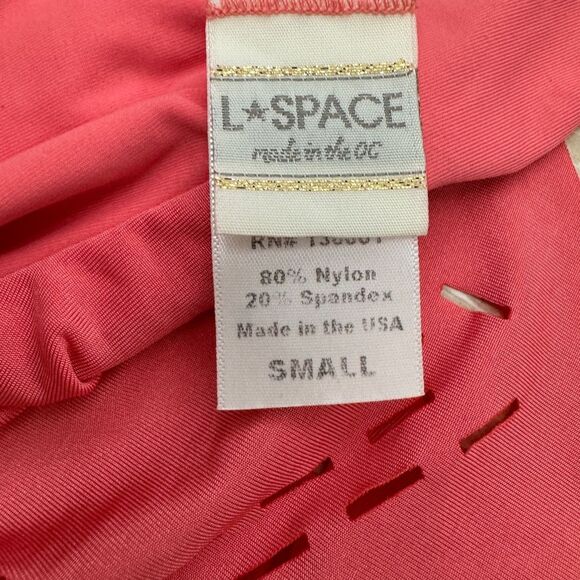 L★SPACE
made in the OC
RN#
80% Nylon
20% Spandex
Made in the USA
SMALL